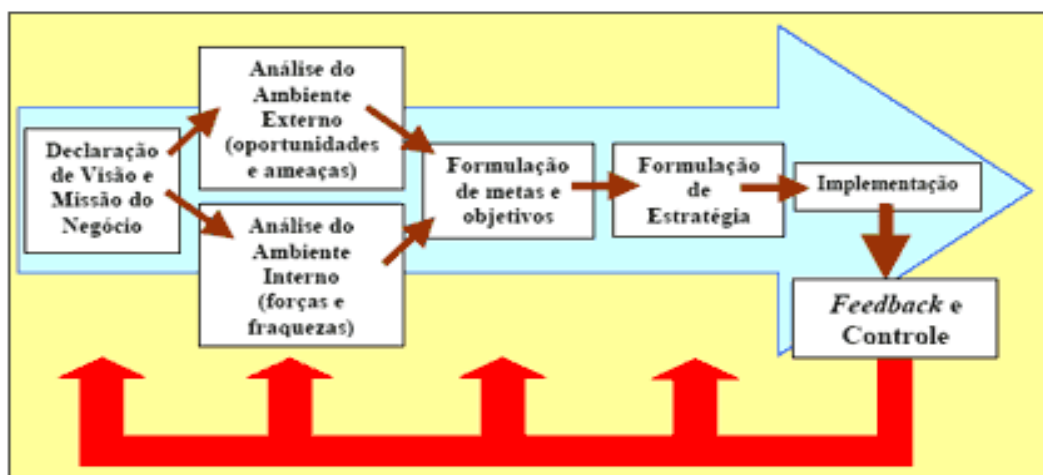 Declaração
de Visão e
Missão do
Negócio
Análise do
Ambiente
Externo
(oportunidades
e ameaças)
Análise do
Ambiente
Interno
(forças e
fraquezas)
Formulação
de metas e
objetivos
Formulação
de
Estratégia
Implementação
Feedback e
Controle